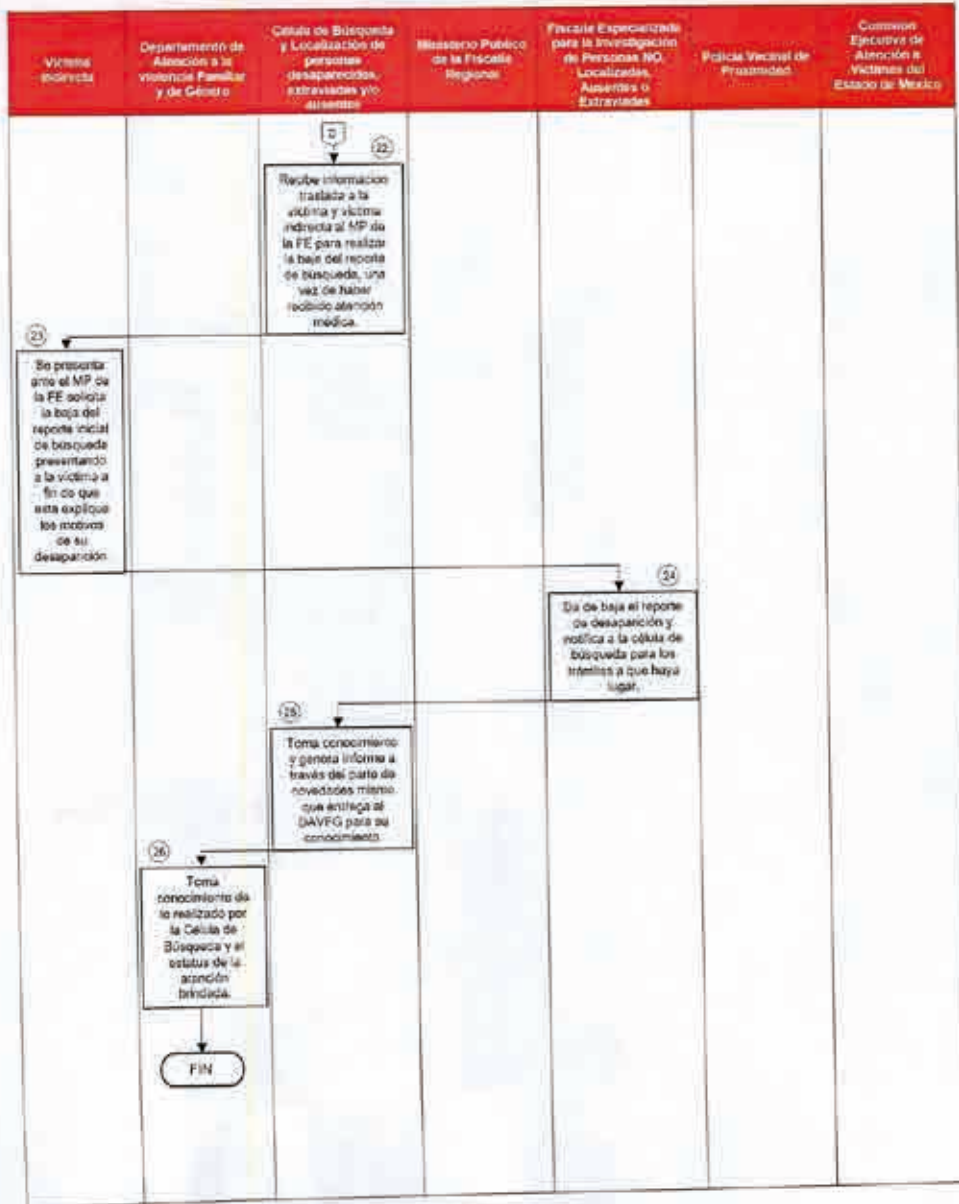 Víctima
Indirecta
Departamento de
Atención a la
violencia Familiar
y de Género
Célula de Búsqueda
y Localización de
personas
desaparecidas,
extraviadas y/o
ausentes
Ministerio Público
de la Fiscalía
Regional
Fiscalía Especializada
para la Investigación
de Personas NO
Localizadas,
Ausentes o
Extraviadas
Policía Vecinal de
Proximidad
Comisión
Ejecutiva de
Atención a
Víctimas del
Estado de México
22
Recibe información
traslada a la
víctima y víctima
indirecta al MP de
la FE para realizar
la baja del reporte
de búsqueda, una
vez de haber
recibido atención
médica.
23
Se presenta
ante el MP de
la FE solicita
la baja del
reporte inicial
de búsqueda
presentando
a la víctima a
fin de que
esta explique
los motivos
de su
desaparición
24
Da de baja el reporte
de desaparición y
notifica a la célula de
búsqueda para los
trámites a que haya
lugar.
25
Toma conocimiento
y genera informe a
través del parte de
novedades mismo
que entrega al
DAVFG para su
conocimiento
26
Toma
conocimiento de
lo realizado por
la Célula de
Búsqueda y el
estatus de la
atención
brindada.
FIN